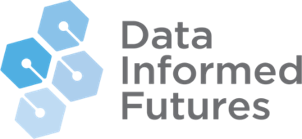 Data
Informed
Futures